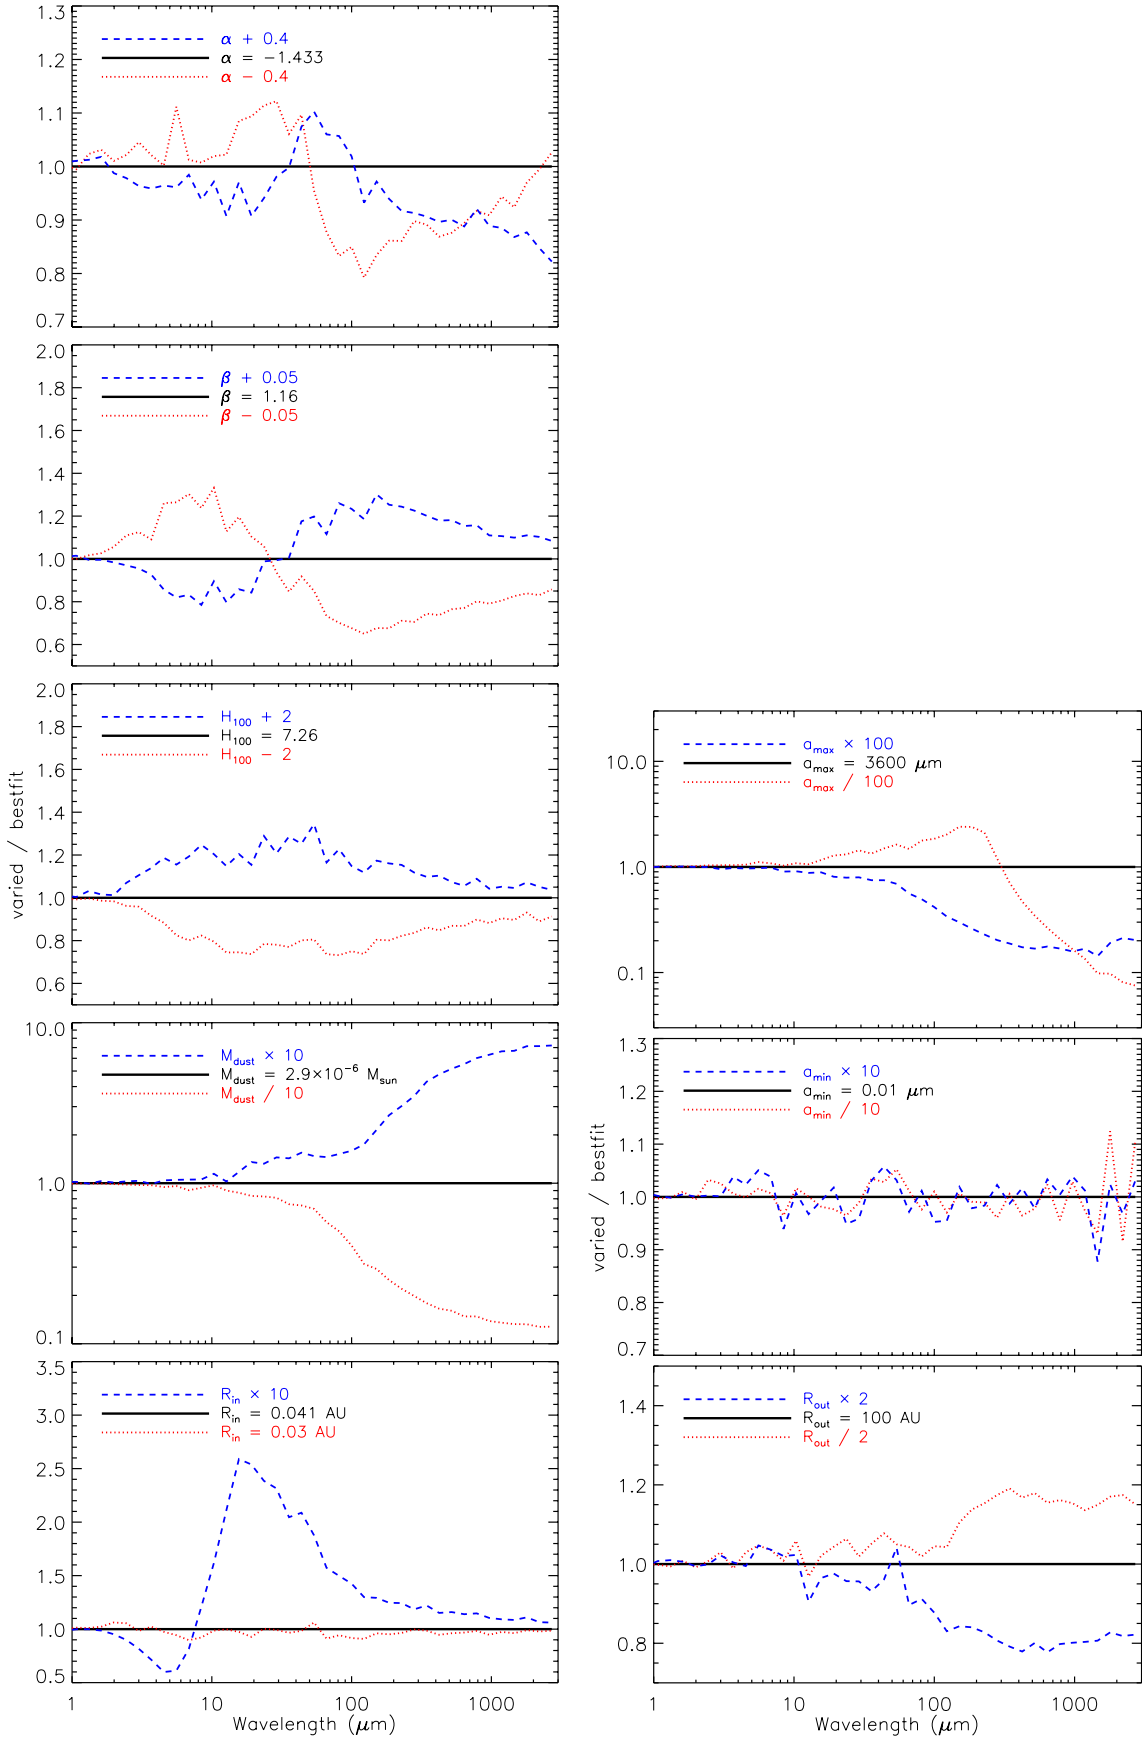 1.3
1.2
1.1
1.0
0.9
0.8
0.7
α + 0.4
α = −1.433
α − 0.4
2.0
1.8
1.6
1.4
1.2
1.0
0.8
0.6
β + 0.05
β = 1.16
β − 0.05
2.0
1.8
1.6
1.4
1.2
1.0
0.8
0.6
H100 + 2
H100 = 7.26
H100 − 2
varied / bestfit
10.0
1.0
0.1
Mdust × 10
Mdust = 2.9×10−6 Msun
Mdust / 10
3.5
3.0
2.5
2.0
1.5
1.0
0.5
Rin × 10
Rin = 0.041 AU
Rin = 0.03 AU
1 10 100 1000
Wavelength (μm)
10.0
1.0
0.1
amax × 100
amax = 3600 μm
amax / 100
1.3
1.2
1.1
1.0
0.9
0.8
0.7
amin × 10
amin = 0.01 μm
amin / 10
varied / bestfit
1.4
1.2
1.0
0.8
Rout × 2
Rout = 100 AU
Rout / 2
1 10 100 1000
Wavelength (μm)